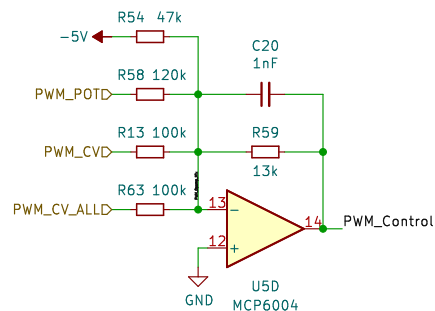 R54 47k
-5V
C20
1nF
R58 120k
PWM_POT
R13 100k
PWM_CV
R59
13k
R63 100k
PWM_CV_ALL
13
-
14
PWM_Control
12
+
GND
U5D
MCP6004